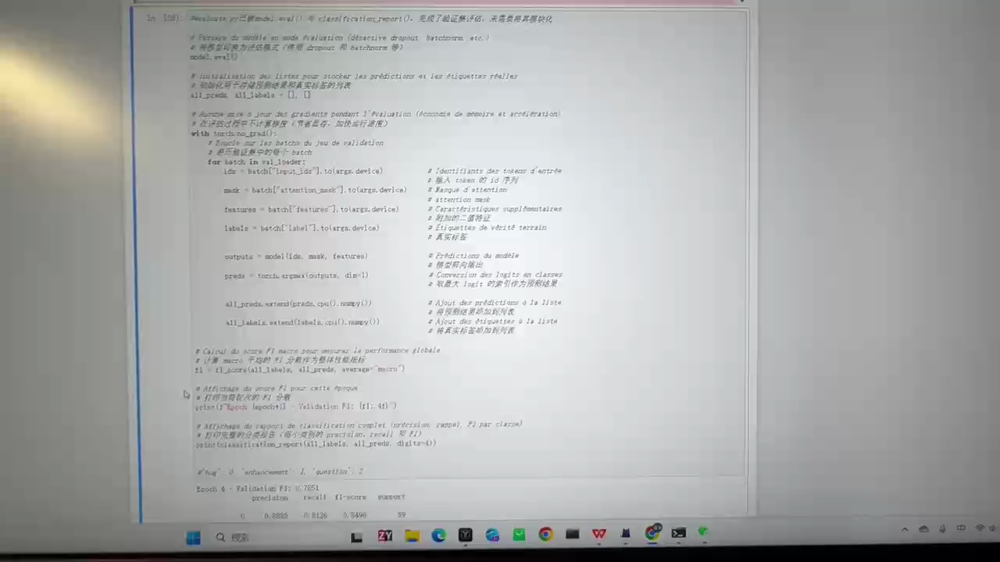 In [58]: #evaluate.py已被model.eval() 与 classification_report(), 完成了验证集评估, 未需要将其模块化
# Passage du modèle en mode évaluation (désactive dropout, batchnorm, etc.)
# 将模型切换为评估模式 (停用 dropout 和 batchnorm 等)
model.eval()
# Initialisation des listes pour stocker les prédictions et les étiquettes réelles
# 初始化用于存储预测结果和真实标签的列表
all_preds, all_labels = [], []
# Aucune mise à jour des gradients pendant l'évaluation (économie de mémoire et accélération)
# 在评估过程中不计算梯度 (节省显存, 加快运行速度)
with torch.no_grad():
# Boucle sur les batchs du jeu de validation
# 遍历验证集中的每个 batch
for batch in val_loader:
ids = batch["input_ids"].to(args.device) # Identifiants des tokens d'entrée
# 输入 token 的 id 序列
mask = batch["attention_mask"].to(args.device) # Masque d'attention
# attention mask
features = batch["features"].to(args.device) # Caractéristiques supplémentaires
# 附加的二值特征
labels = batch["label"].to(args.device) # Étiquettes de vérité terrain
# 真实标签
outputs = model(ids, mask, features) # Prédictions du modèle
# 模型前向输出
preds = torch.argmax(outputs, dim=1) # Conversion des logits en classes
# 取最大 logit 的索引作为预测结果
all_preds.extend(preds.cpu().numpy()) # Ajout des prédictions à la liste
# 将预测结果添加到列表
all_labels.extend(labels.cpu().numpy()) # Ajout des étiquettes à la liste
# 将真实标签添加到列表
# Calcul du score F1 macro pour mesurer la performance globale
# 计算 macro 平均的 F1 分数作为整体性能指标
f1 = f1_score(all_labels, all_preds, average="macro")
# Affichage du score F1 pour cette époque
# 打印当前轮次的 F1 分数
print(f"Epoch {epoch+1} - Validation F1: {f1:.4f}")
# Affichage du rapport de classification complet (précision, rappel, F1 par classe)
# 打印完整的分类报告 (每个类别的 precision, recall 和 F1)
print(classification_report(all_labels, all_preds, digits=4))
#'bug': 0, 'enhancement': 1, 'question': 2
Epoch 4 - Validation F1: 0.7851
precision recall f1-score support
0 0.8889 0.8136 0.8496 59
搜索
ZY